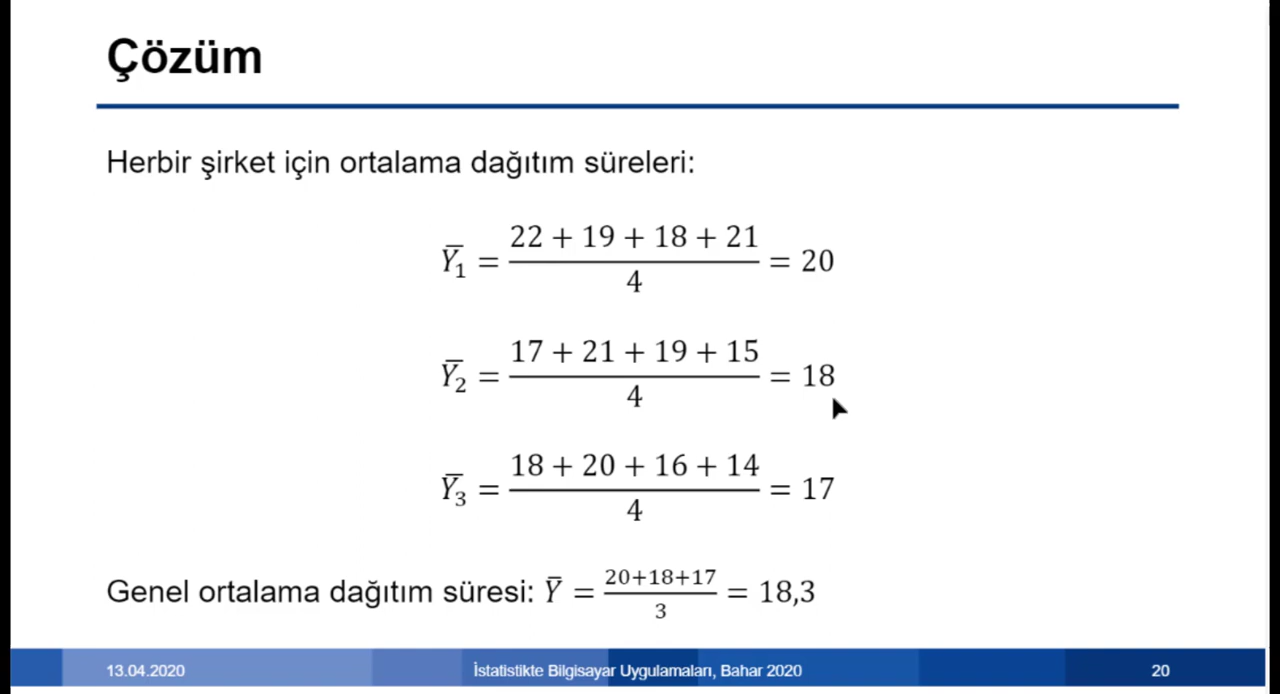 Çözüm
Herbir şirket için ortalama dağıtım süreleri:
Y̅₁ = (22 + 19 + 18 + 21)/4 = 20
Y̅₂ = (17 + 21 + 19 + 15)/4 = 18
Y̅₃ = (18 + 20 + 16 + 14)/4 = 17
Genel ortalama dağıtım süresi: Y̅ = (20+18+17)/3 = 18,3
13.04.2020 İstatistikte Bilgisayar Uygulamaları, Bahar 2020 20